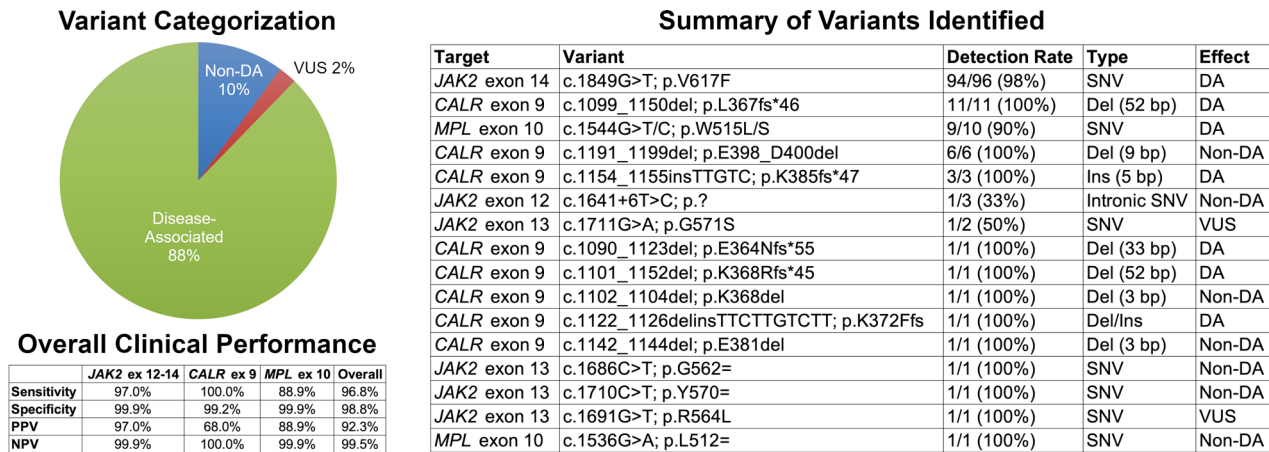 Variant Categorization
Non-DA
10%
VUS 2%
Disease-
Associated
88%
Overall Clinical Performance
JAK2 ex 12-14 CALR ex 9 MPL ex 10 Overall
Sensitivity 97.0% 100.0% 88.9% 96.8%
Specificity 99.9% 99.2% 99.9% 98.8%
PPV 97.0% 68.0% 88.9% 92.3%
NPV 99.9% 100.0% 99.9% 99.5%
Summary of Variants Identified
Target Variant Detection Rate Type Effect
JAK2 exon 14 c.1849G>T; p.V617F 94/96 (98%) SNV DA
CALR exon 9 c.1099_1150del; p.L367fs*46 11/11 (100%) Del (52 bp) DA
MPL exon 10 c.1544G>T/C; p.W515L/S 9/10 (90%) SNV DA
CALR exon 9 c.1191_1199del; p.E398_D400del 6/6 (100%) Del (9 bp) Non-DA
CALR exon 9 c.1154_1155insTTGTC; p.K385fs*47 3/3 (100%) Ins (5 bp) DA
JAK2 exon 12 c.1641+6T>C; p.? 1/3 (33%) Intronic SNV Non-DA
JAK2 exon 13 c.1711G>A; p.G571S 1/2 (50%) SNV VUS
CALR exon 9 c.1090_1123del; p.E364Nfs*55 1/1 (100%) Del (33 bp) DA
CALR exon 9 c.1101_1152del; p.K368Rfs*45 1/1 (100%) Del (52 bp) DA
CALR exon 9 c.1102_1104del; p.K368del 1/1 (100%) Del (3 bp) Non-DA
CALR exon 9 c.1122_1126delinsTTCTTGTCTT; p.K372Ffs 1/1 (100%) Del/Ins DA
CALR exon 9 c.1142_1144del; p.E381del 1/1 (100%) Del (3 bp) Non-DA
JAK2 exon 13 c.1686C>T; p.G562= 1/1 (100%) SNV Non-DA
JAK2 exon 13 c.1710C>T; p.Y570= 1/1 (100%) SNV Non-DA
JAK2 exon 13 c.1691G>T; p.R564L 1/1 (100%) SNV VUS
MPL exon 10 c.1536G>A; p.L512= 1/1 (100%) SNV Non-DA